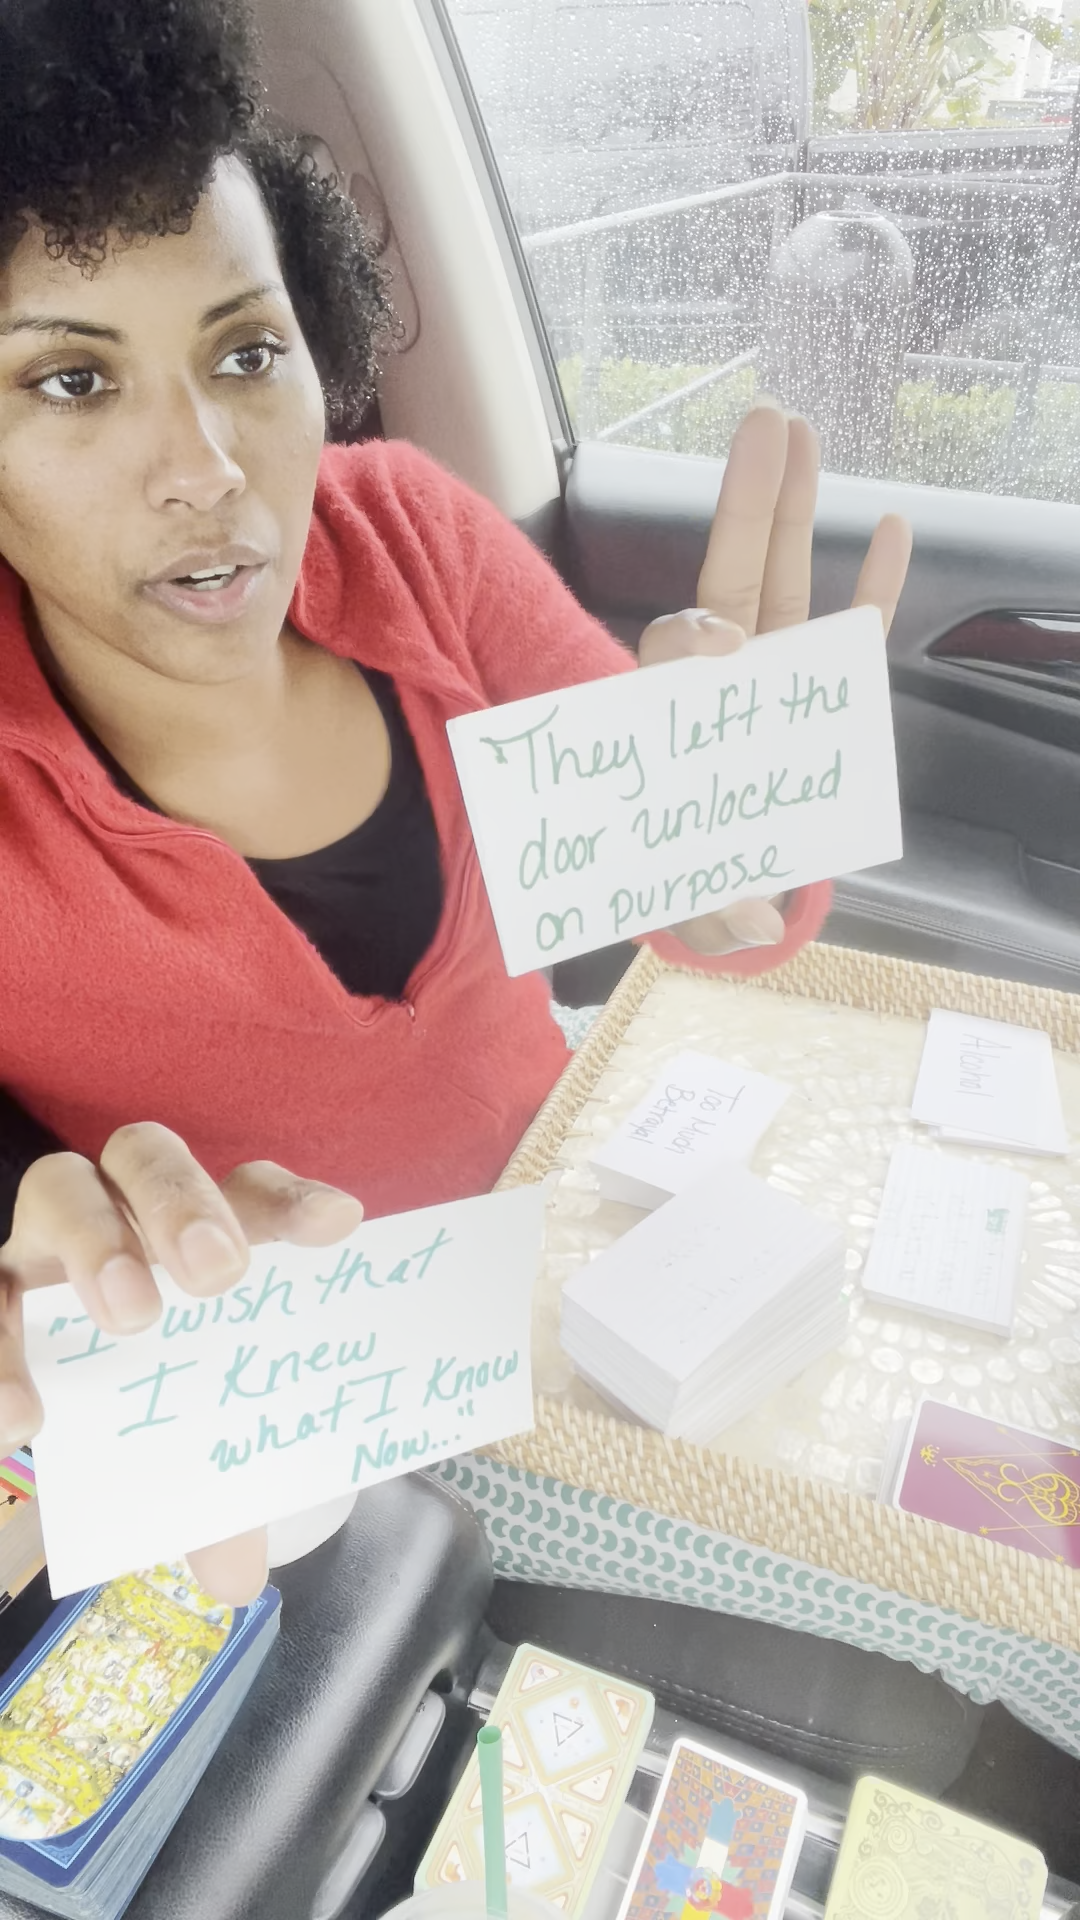 "They left the
door unlocked
on purpose
"I wish that
I knew
what I know
Now..."
Alcohol
Too Much
Betrayal